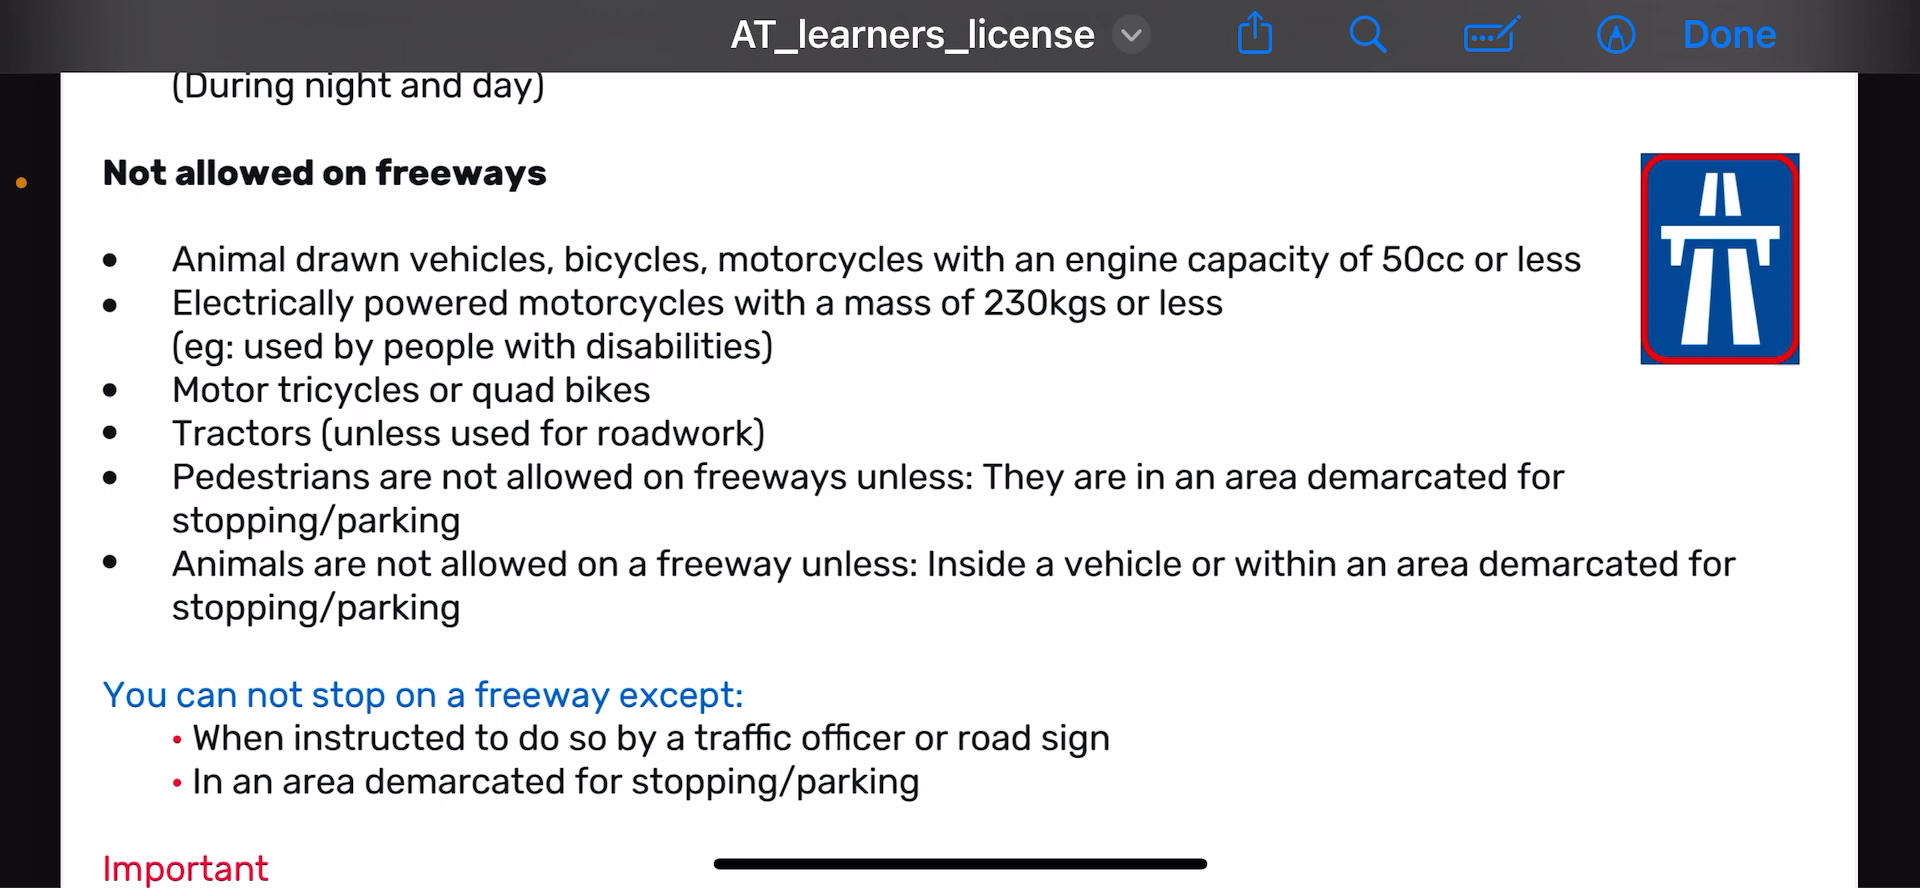 AT_learners_license
Done
(During night and day)
Not allowed on freeways
• Animal drawn vehicles, bicycles, motorcycles with an engine capacity of 50cc or less
• Electrically powered motorcycles with a mass of 230kgs or less
(eg: used by people with disabilities)
• Motor tricycles or quad bikes
• Tractors (unless used for roadwork)
• Pedestrians are not allowed on freeways unless: They are in an area demarcated for
stopping/parking
• Animals are not allowed on a freeway unless: Inside a vehicle or within an area demarcated for
stopping/parking
You can not stop on a freeway except:
• When instructed to do so by a traffic officer or road sign
• In an area demarcated for stopping/parking
Important